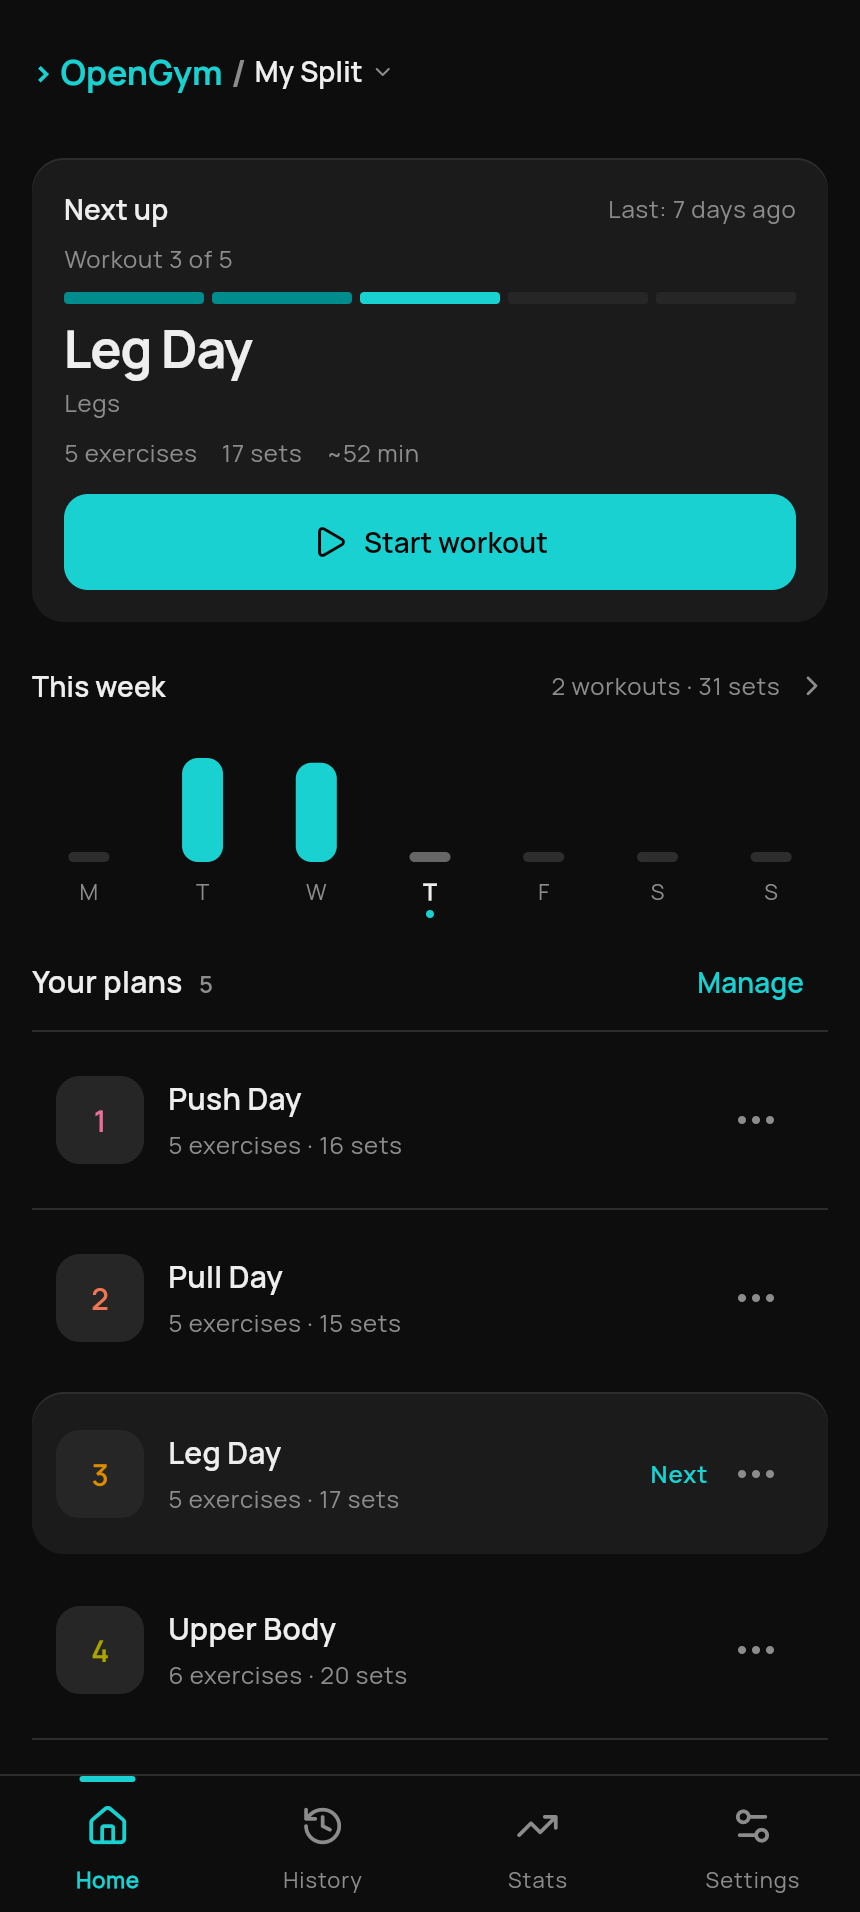 OpenGym / My Split
Next up
Last: 7 days ago
Workout 3 of 5
Leg Day
Legs
5 exercises 17 sets ~52 min
Start workout
This week
2 workouts · 31 sets
M T W T F S S
Your plans 5
Manage
1
Push Day
5 exercises · 16 sets
2
Pull Day
5 exercises · 15 sets
3
Leg Day
5 exercises · 17 sets
Next
4
Upper Body
6 exercises · 20 sets
Home
History
Stats
Settings